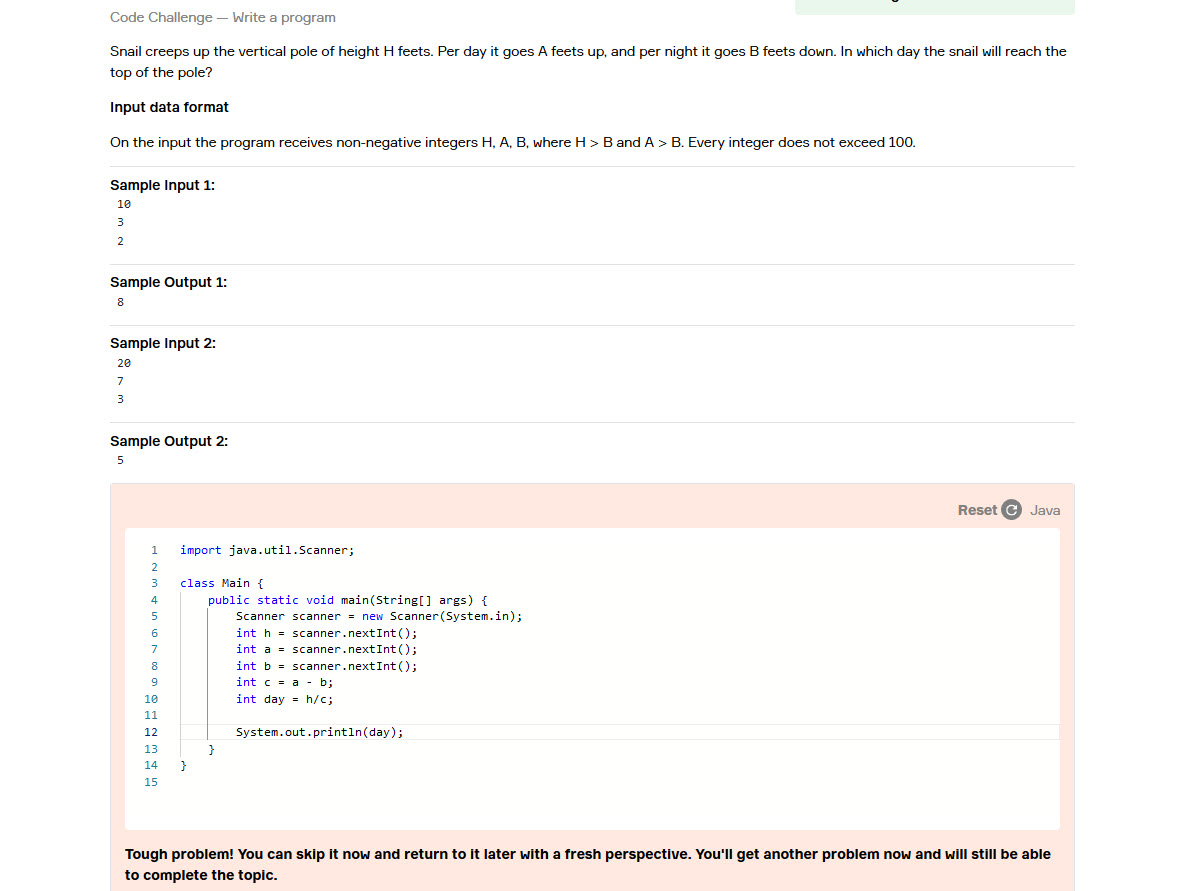 Code Challenge — Write a program
Snail creeps up the vertical pole of height H feets. Per day it goes A feets up, and per night it goes B feets down. In which day the snail will reach the
top of the pole?
Input data format
On the input the program receives non-negative integers H, A, B, where H > B and A > B. Every integer does not exceed 100.
Sample Input 1:
10
3
2
Sample Output 1:
8
Sample Input 2:
20
7
3
Sample Output 2:
5
Reset Java
1 import java.util.Scanner;
2
3 class Main {
4 public static void main(String[] args) {
5 Scanner scanner = new Scanner(System.in);
6 int h = scanner.nextInt();
7 int a = scanner.nextInt();
8 int b = scanner.nextInt();
9 int c = a - b;
10 int day = h/c;
11
12 System.out.println(day);
13 }
14 }
15
Tough problem! You can skip it now and return to it later with a fresh perspective. You'll get another problem now and will still be able
to complete the topic.